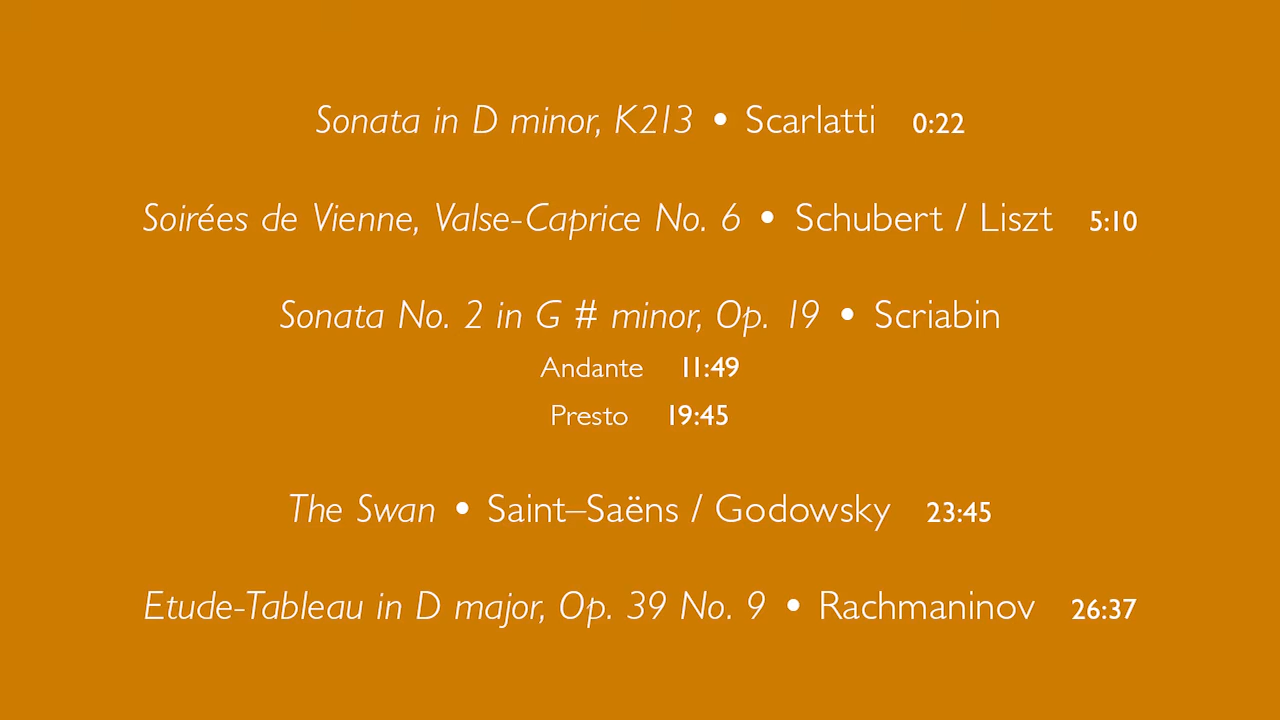 Sonata in D minor, K213 • Scarlatti 0:22
Soirées de Vienne, Valse-Caprice No. 6 • Schubert / Liszt 5:10
Sonata No. 2 in G # minor, Op. 19 • Scriabin
Andante 11:49
Presto 19:45
The Swan • Saint–Saëns / Godowsky 23:45
Etude-Tableau in D major, Op. 39 No. 9 • Rachmaninov 26:37